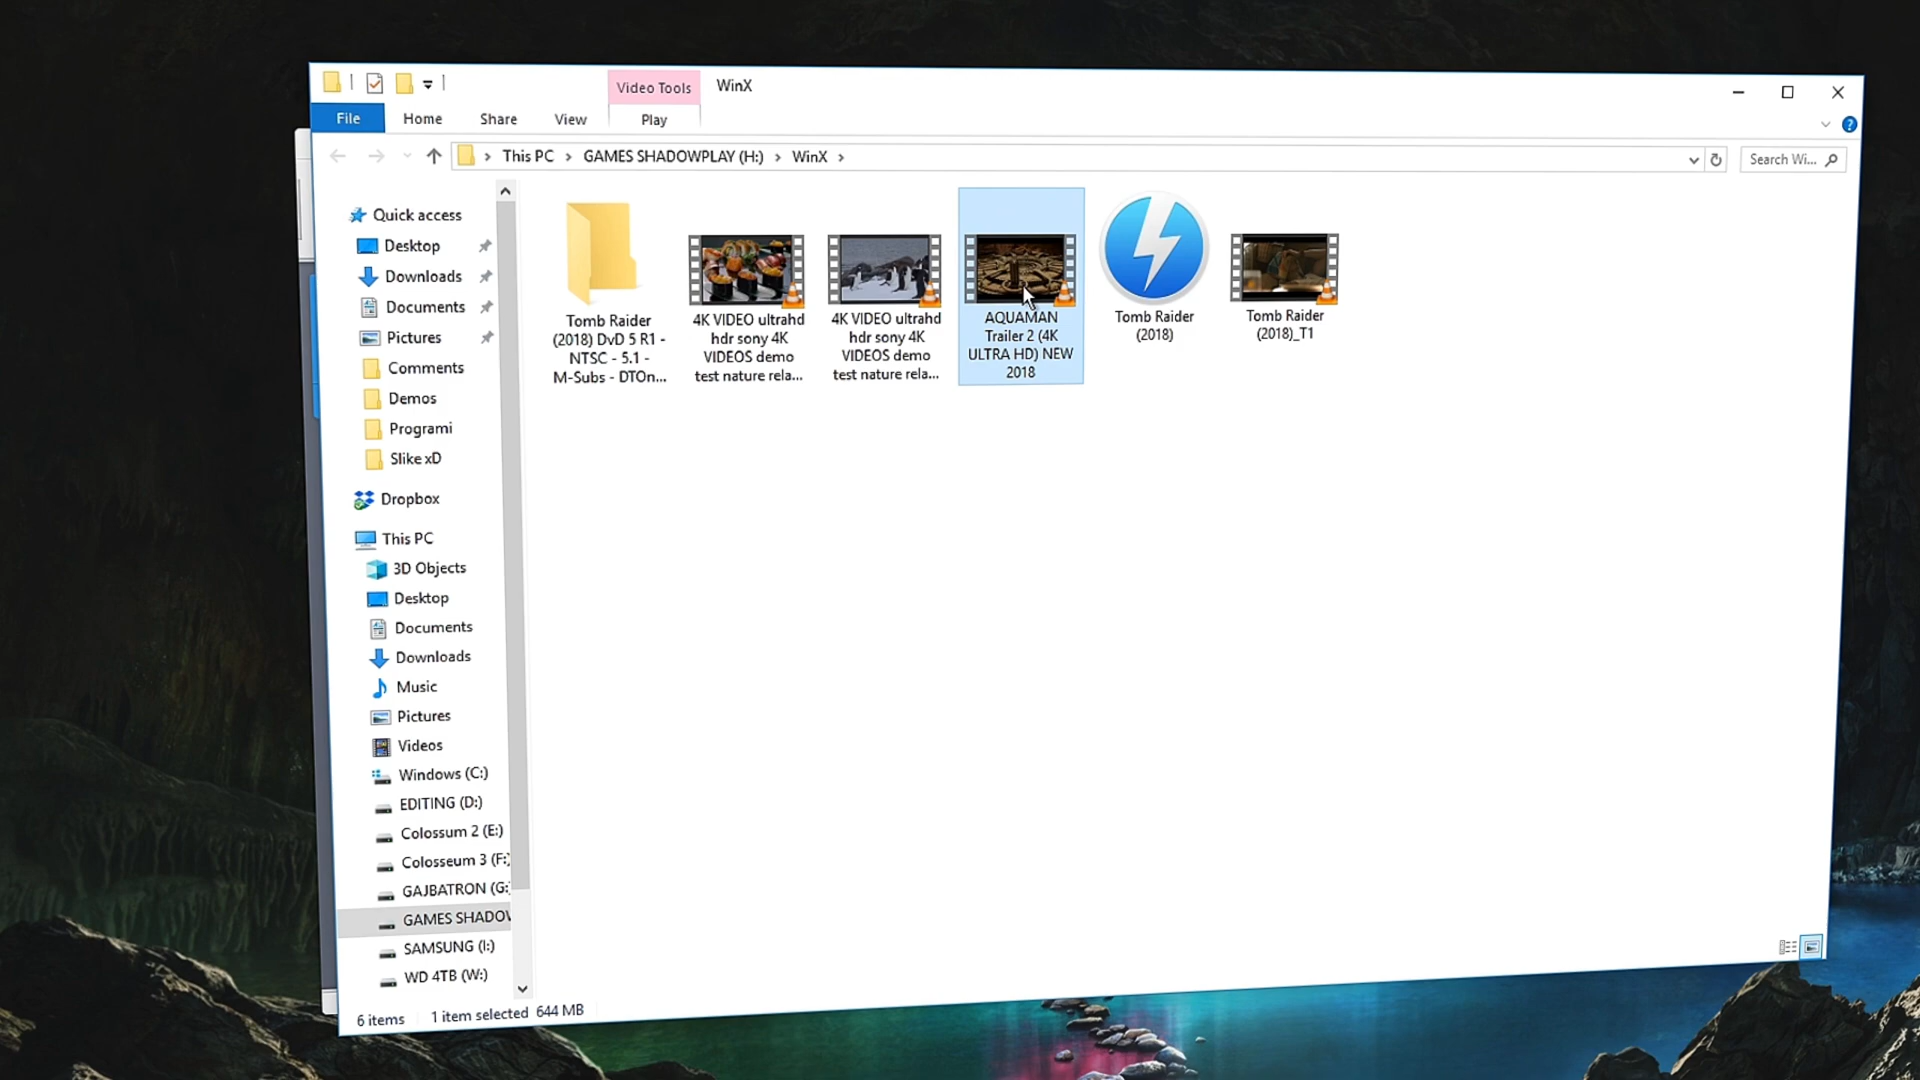 Video Tools
WinX
File
Home
Share
View
Play
This PC
GAMES SHADOWPLAY (H:)
WinX
Search Wi...
Quick access
Desktop
Downloads
Documents
Pictures
Comments
Demos
Programi
Slike xD
Dropbox
This PC
3D Objects
Desktop
Documents
Downloads
Music
Pictures
Videos
Windows (C:)
EDITING (D:)
Colossum 2 (E:)
Colosseum 3 (F:)
GAJBATRON (G:
GAMES SHADOW
SAMSUNG (I:)
WD 4TB (W:)
Tomb Raider
(2018) DvD 5 R1 -
NTSC - 5.1 -
M-Subs - DTOn...
4K VIDEO ultrahd
hdr sony 4K
VIDEOS demo
test nature rela...
4K VIDEO ultrahd
hdr sony 4K
VIDEOS demo
test nature rela...
AQUAMAN
Trailer 2 (4K
ULTRA HD) NEW
2018
Tomb Raider
(2018)
Tomb Raider
(2018)_T1
6 items
1 item selected 644 MB